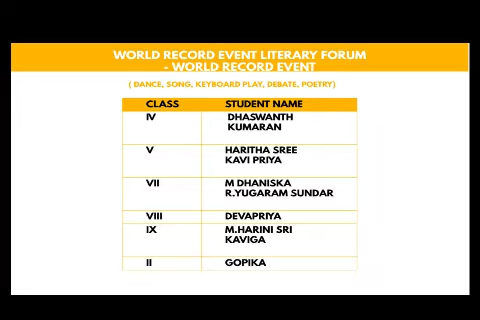 WORLD RECORD EVENT LITERARY FORUM
- WORLD RECORD EVENT
( DANCE, SONG, KEYBOARD PLAY, DEBATE, POETRY)
CLASS STUDENT NAME
IV DHASWANTH
KUMARAN
V HARITHA SREE
KAVI PRIYA
VII M DHANISKA
R.YUGARAM SUNDAR
VIII DEVAPRIYA
IX M.HARINI SRI
KAVIGA
II GOPIKA